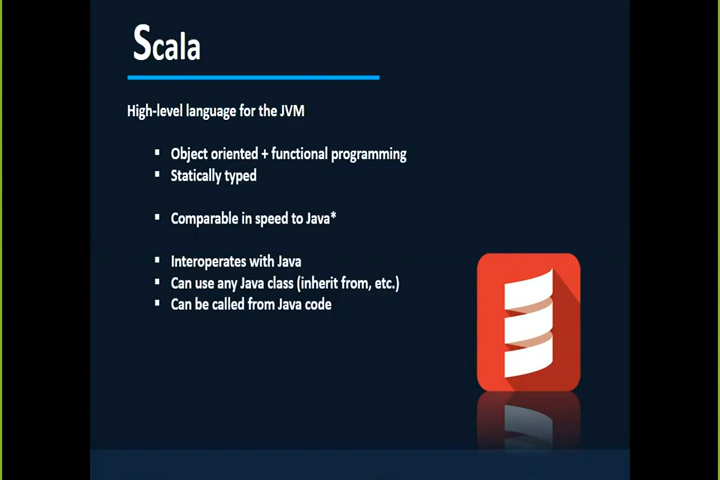 Scala
High-level language for the JVM
▪ Object oriented + functional programming
▪ Statically typed
▪ Comparable in speed to Java*
▪ Interoperates with Java
▪ Can use any Java class (inherit from, etc.)
▪ Can be called from Java code